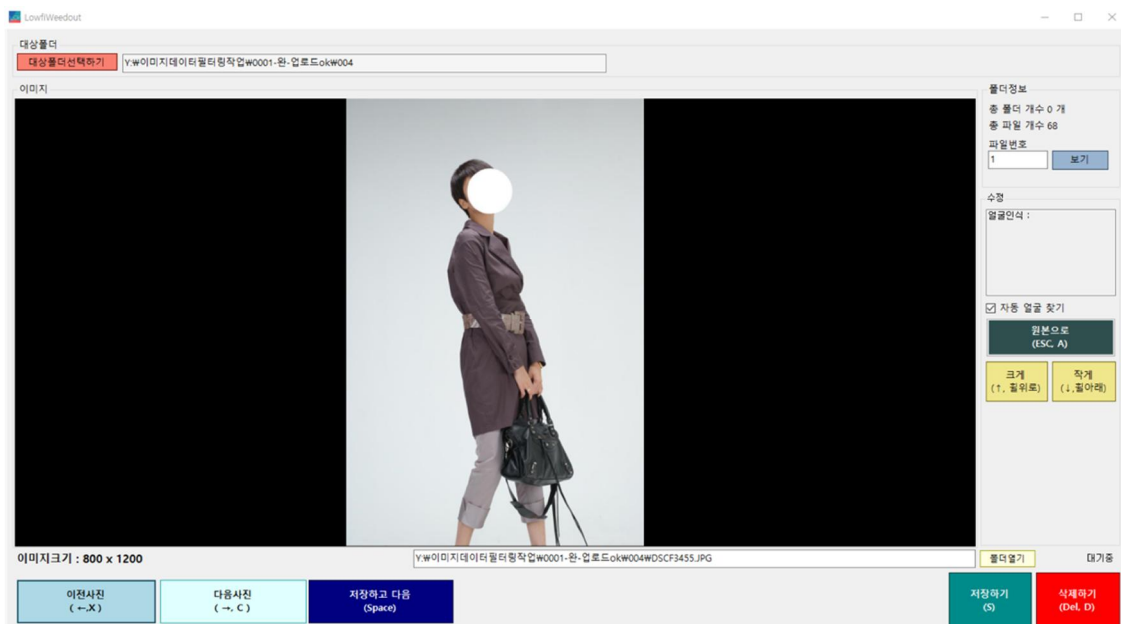 LowfiWeedout
대상폴더
대상폴더선택하기
Y:₩이미지데이터필터링작업₩0001-완-업로드ok₩004
이미지
폴더정보
총 폴더 개수 0 개
총 파일 개수 68
파일번호
1
보기
수정
얼굴인식 :
자동 얼굴 찾기
원본으로
(ESC, A)
크게
(↑, 휠위로)
작게
(↓,휠아래)
이미지크기 : 800 x 1200
Y:₩이미지데이터필터링작업₩0001-완-업로드ok₩004₩DSCF3455.JPG
폴더열기
대기중
이전사진
( ←,X )
다음사진
( →, C )
저장하고 다음
(Space)
저장하기
(S)
삭제하기
(Del, D)